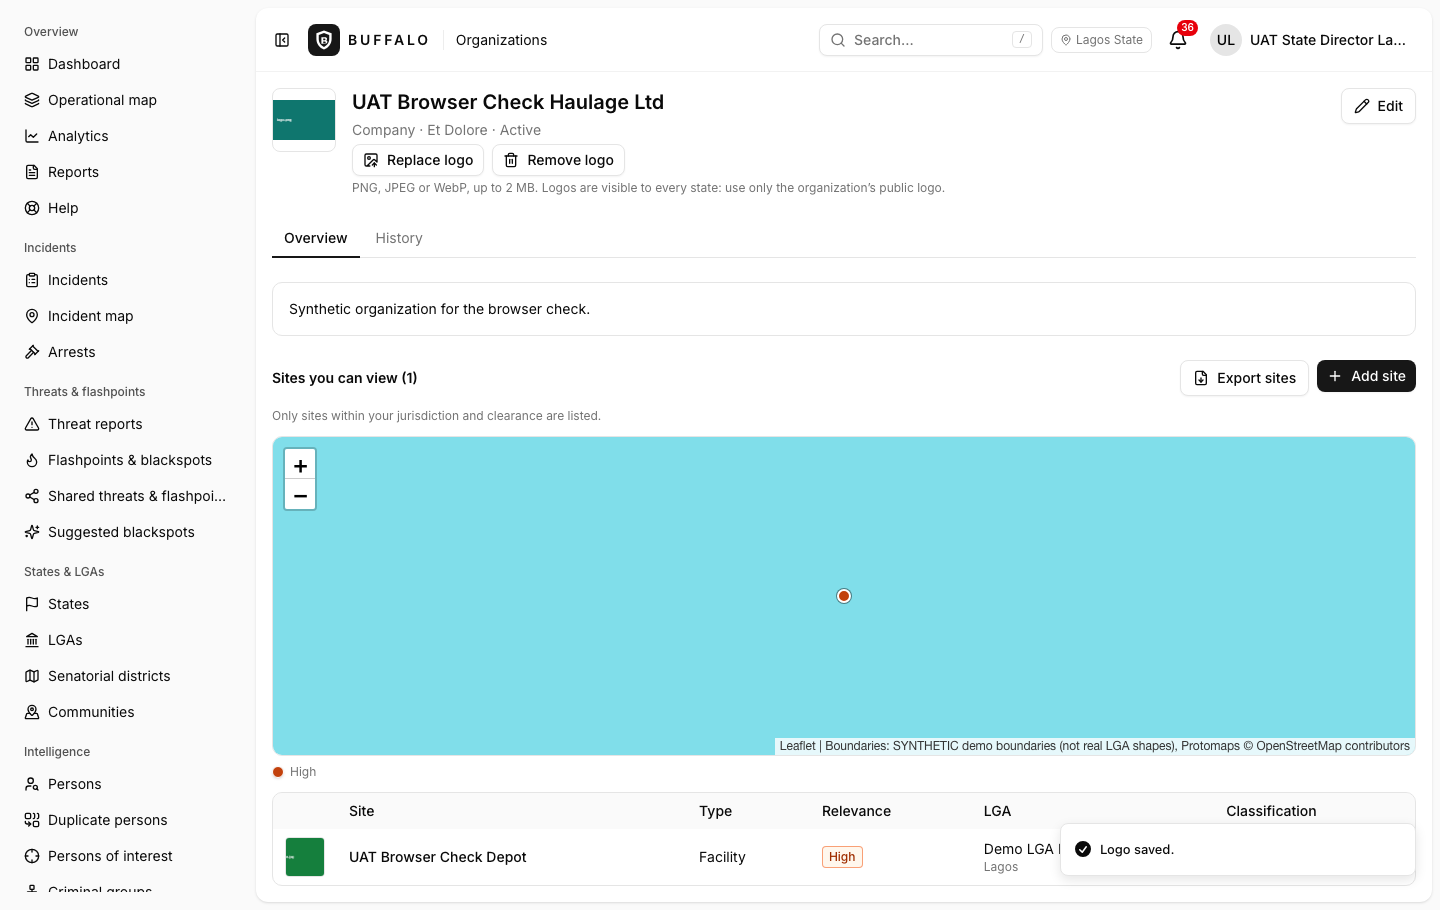 Overview
Dashboard
Operational map
Analytics
Reports
Help
Incidents
Incidents
Incident map
Arrests
Threats & flashpoints
Threat reports
Flashpoints & blackspots
Shared threats & flashpoi...
Suggested blackspots
States & LGAs
States
LGAs
Senatorial districts
Communities
Intelligence
Persons
Duplicate persons
Persons of interest
Criminal groups
BUFFALO
Organizations
Search...
/
Lagos State
36
UL
UAT State Director La...
UAT Browser Check Haulage Ltd
Company · Et Dolore · Active
Replace logo
Remove logo
PNG, JPEG or WebP, up to 2 MB. Logos are visible to every state: use only the organization’s public logo.
Edit
Overview
History
Synthetic organization for the browser check.
Sites you can view (1)
Export sites
Add site
Only sites within your jurisdiction and clearance are listed.
+
−
Leaflet | Boundaries: SYNTHETIC demo boundaries (not real LGA shapes), Protomaps © OpenStreetMap contributors
High
Site Type Relevance LGA Classification
UAT Browser Check Depot Facility High Demo LGA
Lagos
Logo saved.